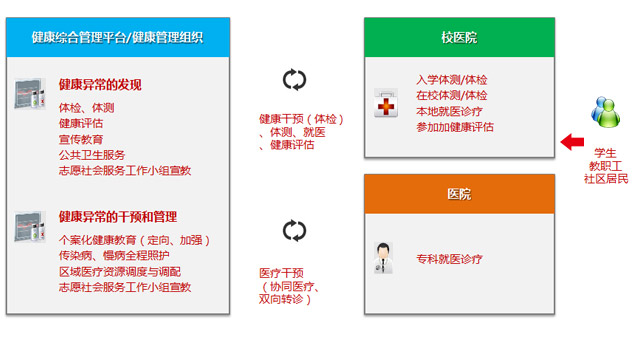 健康综合管理平台/健康管理组织
健康异常的发现
体检、体测
健康评估
宣传教育
公共卫生服务
志愿社会服务工作小组宣教
健康异常的干预和管理
个案化健康教育（定向、加强）
传染病、慢病全程照护
区域医疗资源调度与调配
志愿社会服务工作小组宣教
健康干预（体检）
、体测、就医
、健康评估
医疗干预
（协同医疗、
双向转诊）
校医院
入学体测/体检
在校体测/体检
本地就医诊疗
参加加健康评估
医院
专科就医诊疗
学生
教职工
社区居民